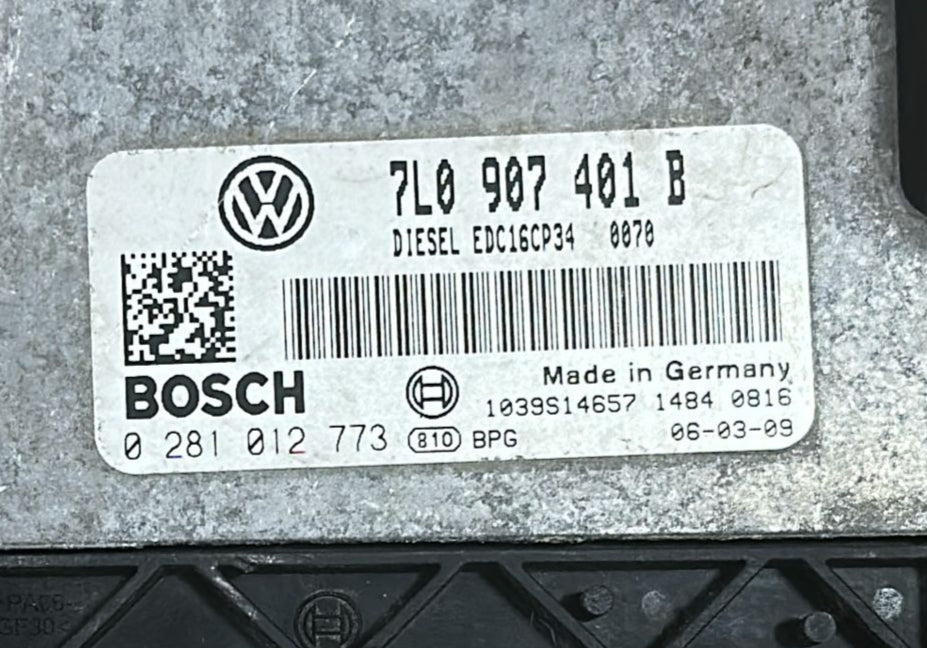 7L0 907 401 B
DIESEL EDC16CP34 0070
BOSCH
Made in Germany
1039S14657 1484 0816
0 281 012 773 810 BPG
06-03-09